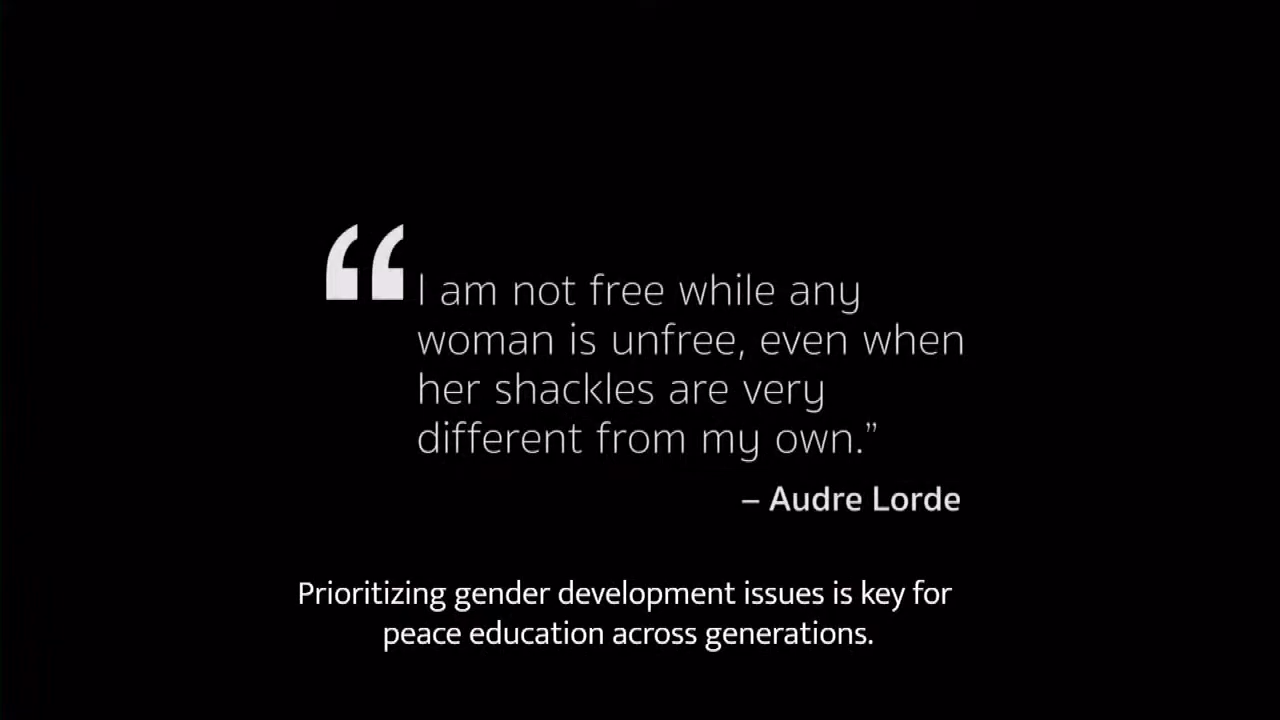 “I am not free while any
woman is unfree, even when
her shackles are very
different from my own.”
– Audre Lorde
Prioritizing gender development issues is key for
peace education across generations.